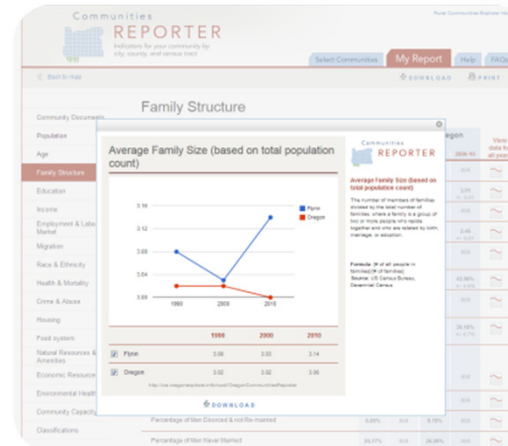 Communities
REPORTER
Indicators for your community by
city, county, and census tract
Select Communities
My Report
Help
FAQs
Back to map
DOWNLOAD
PRINT
Family Structure
Community Documents
Population
Age
Family Structure
Education
Income
Employment & Labor
Market
Migration
Race & Ethnicity
Health & Mortality
Crime & Abuse
Housing
Food system
Natural Resources &
Amenities
Economic Resources
Environmental Health
Community Capacity
Classifications
Average Family Size (based on total population
count)
3.16
3.12
3.08
3.04
3.00
1990
2000
2010
Flynn
Oregon
1990 2000 2010
Flynn 3.08 3.03 3.14
Oregon 3.02 3.02 3.00
DOWNLOAD
Communities
REPORTER
Average Family Size (based on
total population count)
The number of members of families
divided by the total number of
families, where a family is a group of
two or more people who reside
together and who are related by birth,
marriage, or adoption.
Formula: (# of all people in
families)/(# of families)
Source: US Census Bureau,
Decennial Census
View
data for
all years
Percentage of Men Divorced & not Re-married
Percentage of Men Never Married